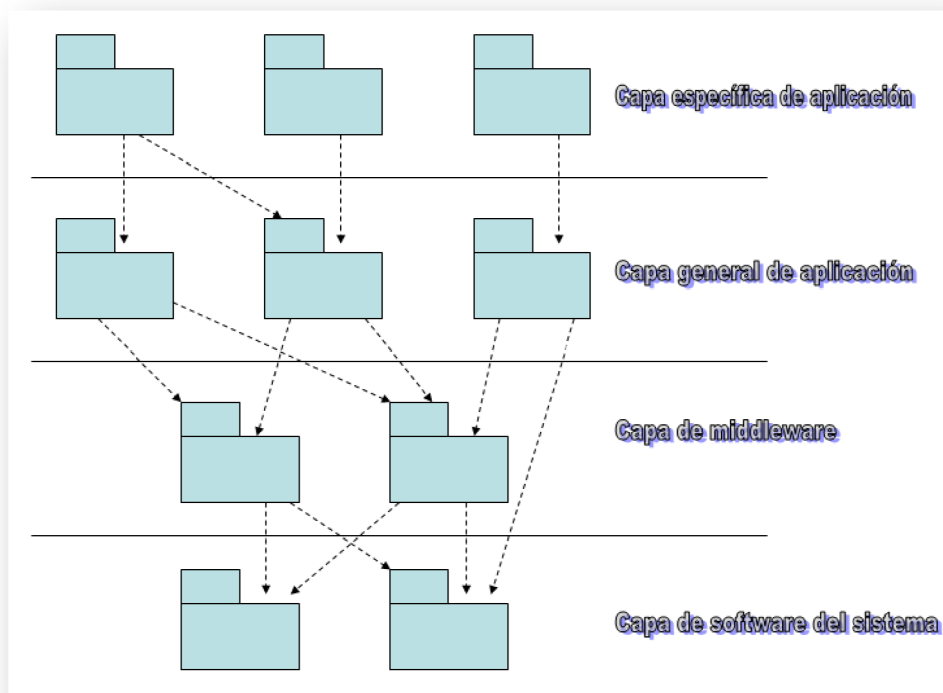 Capa específica de aplicación
Capa general de aplicación
Capa de middleware
Capa de software del sistema